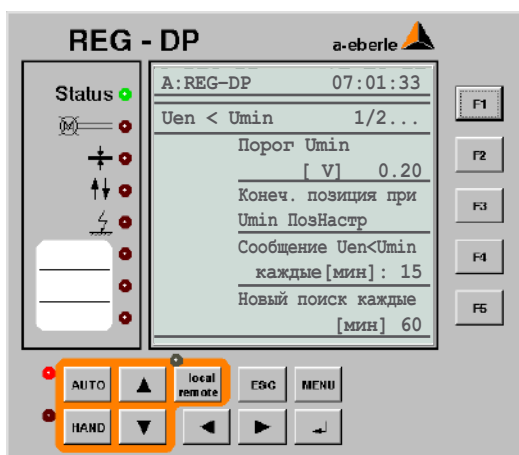 REG - DP
a-eberle
Status
A:REG-DP 07:01:33
Uen < Umin 1/2...
Порог Umin
[ V] 0.20
Конеч. позиция при
Umin ПозНастр
Сообщение Uen<Umin
каждые[мин]: 15
Новый поиск каждые
[мин] 60
F1
F2
F3
F4
F5
AUTO
local
remote
ESC
MENU
HAND